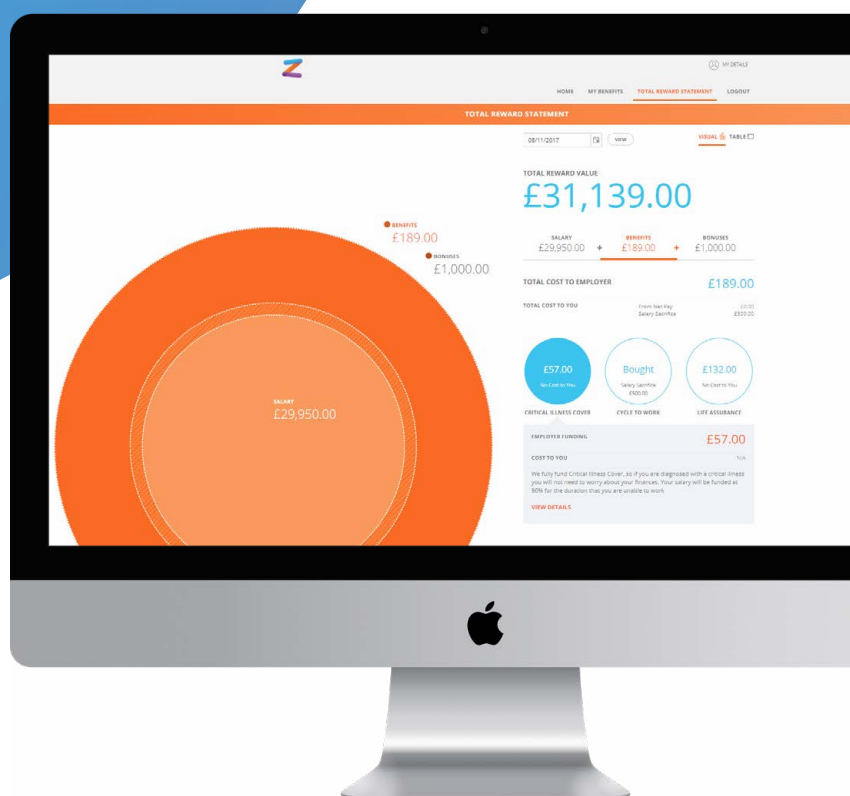 Z
MY DETAILS
HOME MY BENEFITS TOTAL REWARD STATEMENT LOGOUT
TOTAL REWARD STATEMENT
08/11/2017 VIEW VISUAL TABLE
TOTAL REWARD VALUE
£31,139.00
BENEFITS
£189.00
BONUSES
£1,000.00
SALARY
£29,950.00
SALARY BENEFITS BONUSES
£29,950.00 + £189.00 + £1,000.00
TOTAL COST TO EMPLOYER £189.00
TOTAL COST TO YOU From Net Pay £0.00
Salary Sacrifice £500.00
£57.00 Bought £132.00
No Cost to You Salary Sacrifice No Cost to You
£500.00
CRITICAL ILLNESS COVER CYCLE TO WORK LIFE ASSURANCE
EMPLOYER FUNDING £57.00
COST TO YOU N/A
We fully fund Critical Illness Cover, so if you are diagnosed with a critical illness
you will not need to worry about your finances. Your salary will be funded at
90% for the duration that you are unable to work
VIEW DETAILS